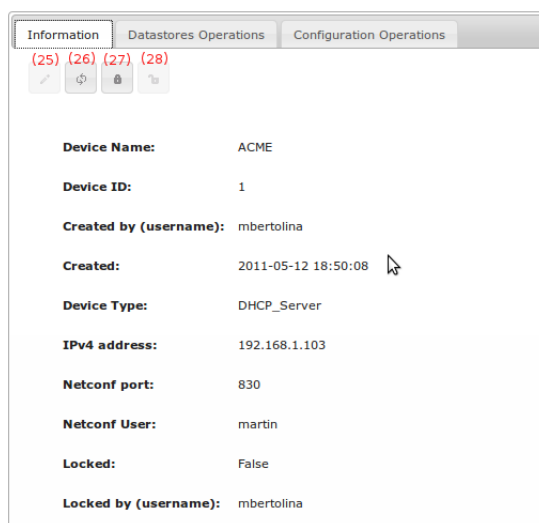 Information Datastores Operations Configuration Operations
(25) (26) (27) (28)
Device Name: ACME
Device ID: 1
Created by (username): mbertolina
Created: 2011-05-12 18:50:08
Device Type: DHCP_Server
IPv4 address: 192.168.1.103
Netconf port: 830
Netconf User: martin
Locked: False
Locked by (username): mbertolina